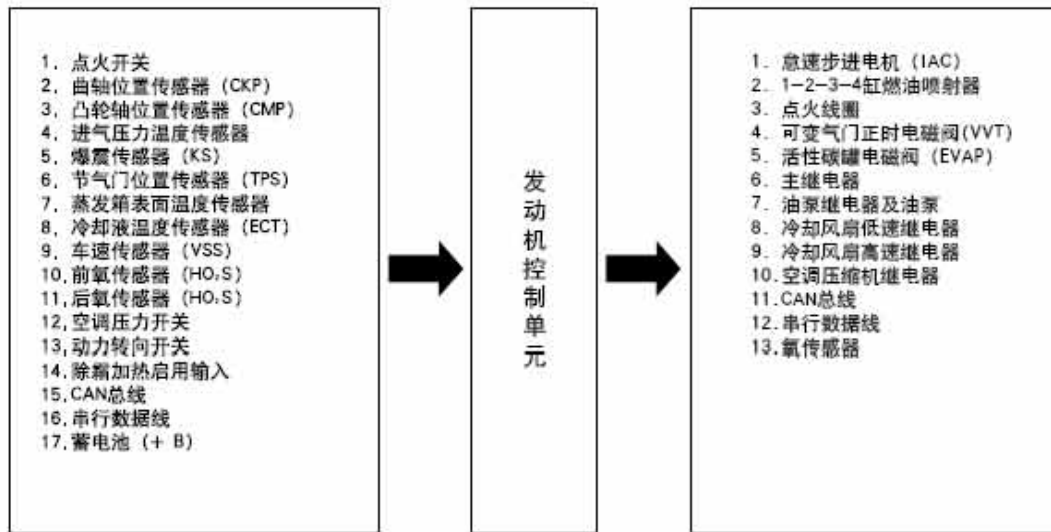 1. 点火开关
2. 曲轴位置传感器 (CKP)
3. 凸轮轴位置传感器 (CMP)
4. 进气压力温度传感器
5. 爆震传感器 (KS)
6. 节气门位置传感器 (TPS)
7. 蒸发箱表面温度传感器
8. 冷却液温度传感器 (ECT)
9. 车速传感器 (VSS)
10. 前氧传感器 (HO₂S)
11. 后氧传感器 (HO₂S)
12. 空调压力开关
13. 动力转向开关
14. 除霜加热启用输入
15. CAN总线
16. 串行数据线
17. 蓄电池 (+ B)
发动机控制单元
1. 怠速步进电机 (IAC)
2. 1-2-3-4缸燃油喷射器
3. 点火线圈
4. 可变气门正时电磁阀(VVT)
5. 活性碳罐电磁阀 (EVAP)
6. 主继电器
7. 油泵继电器及油泵
8. 冷却风扇低速继电器
9. 冷却风扇高速继电器
10. 空调压缩机继电器
11. CAN总线
12. 串行数据线
13. 氧传感器